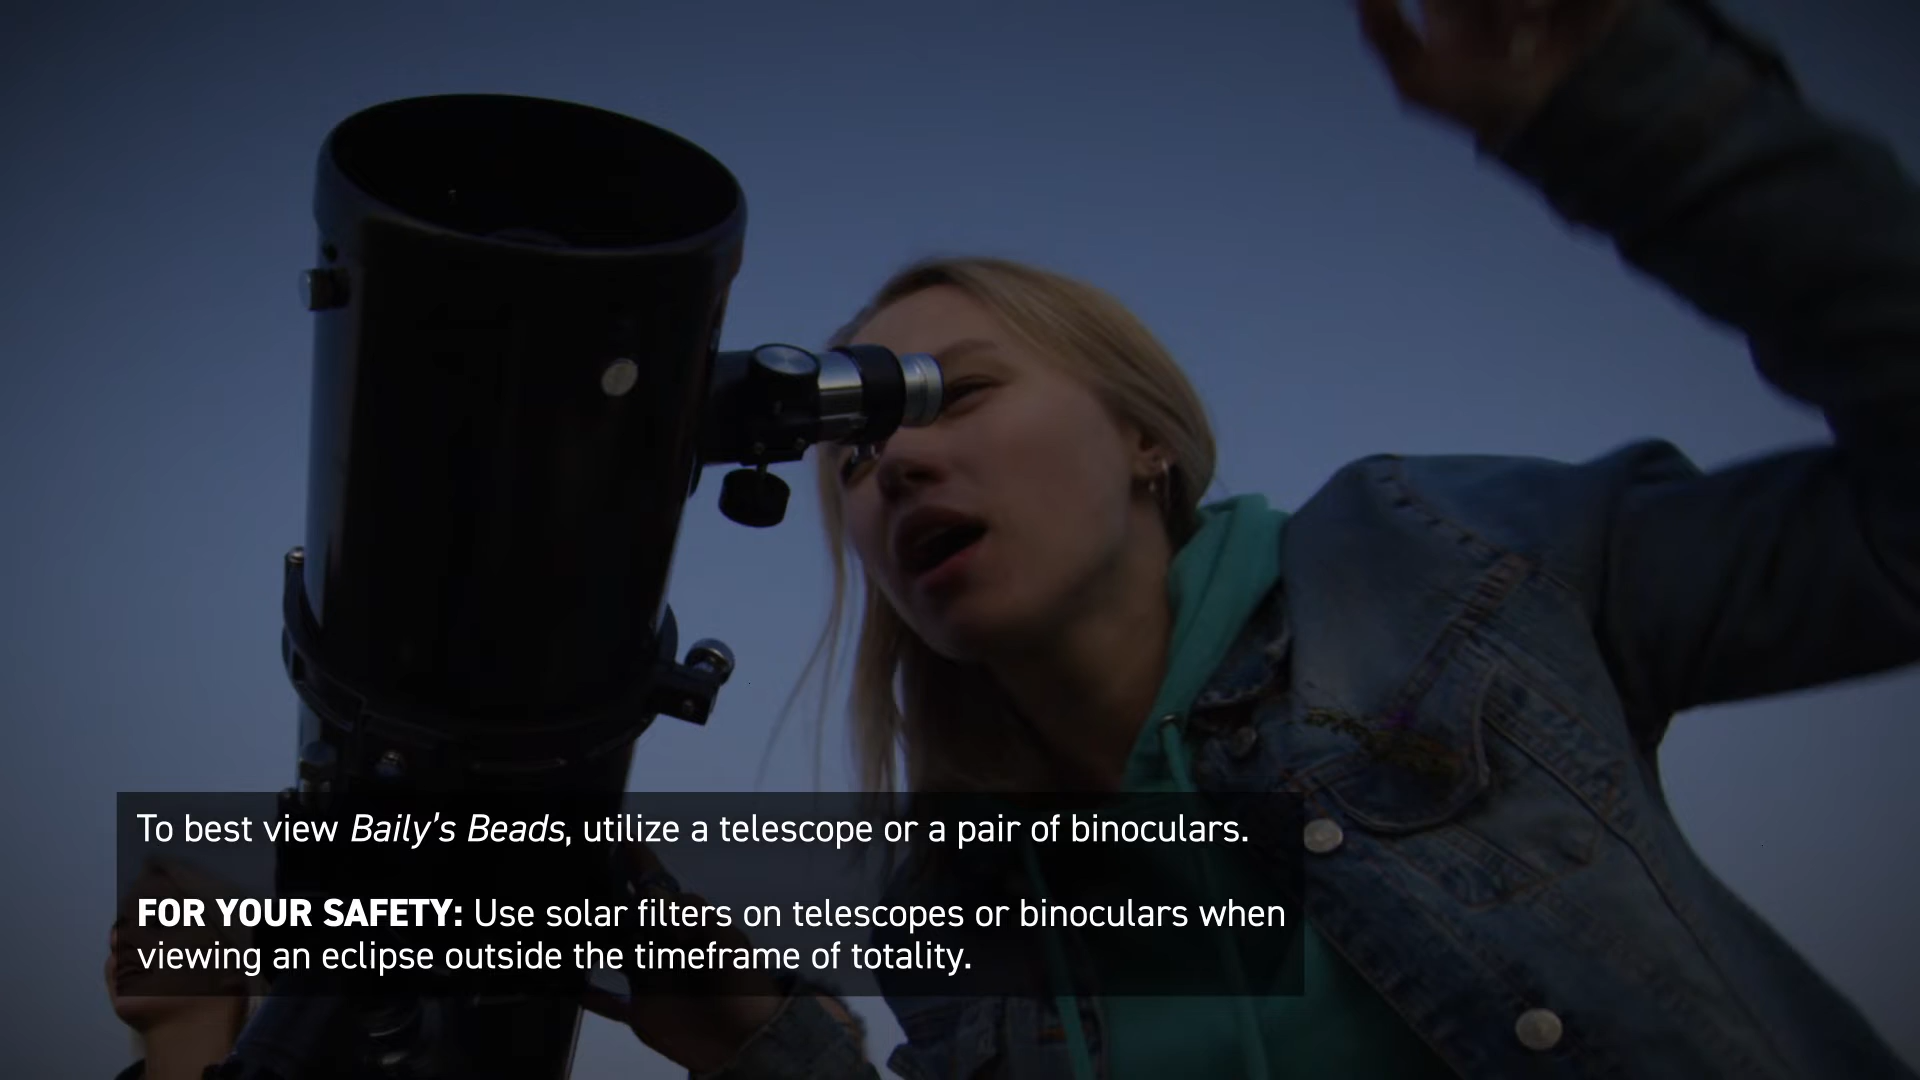 To best view Baily's Beads, utilize a telescope or a pair of binoculars.
FOR YOUR SAFETY: Use solar filters on telescopes or binoculars when
viewing an eclipse outside the timeframe of totality.